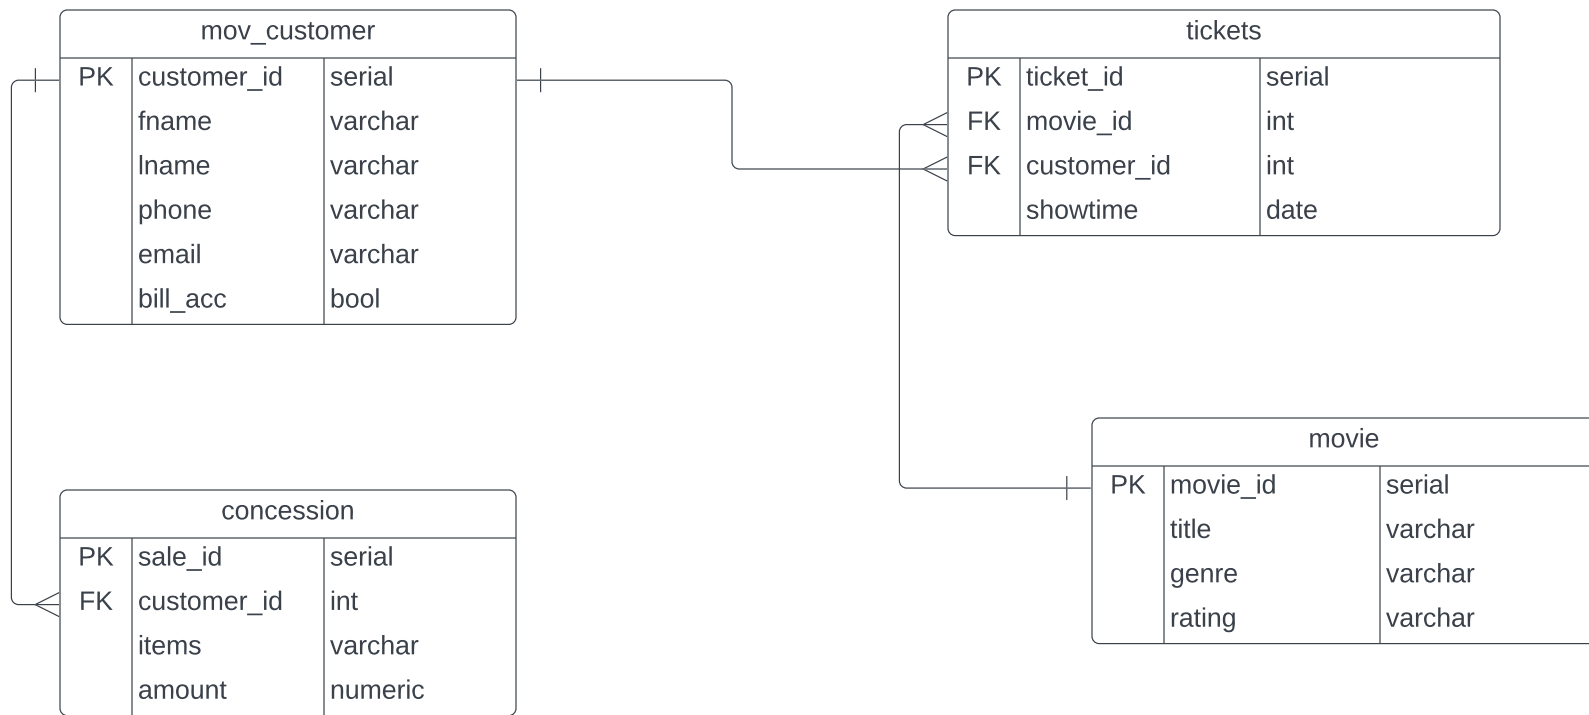 mov_customer
PK customer_id serial
fname varchar
lname varchar
phone varchar
email varchar
bill_acc bool
tickets
PK ticket_id serial
FK movie_id int
FK customer_id int
showtime date
concession
PK sale_id serial
FK customer_id int
items varchar
amount numeric
movie
PK movie_id serial
title varchar
genre varchar
rating varchar